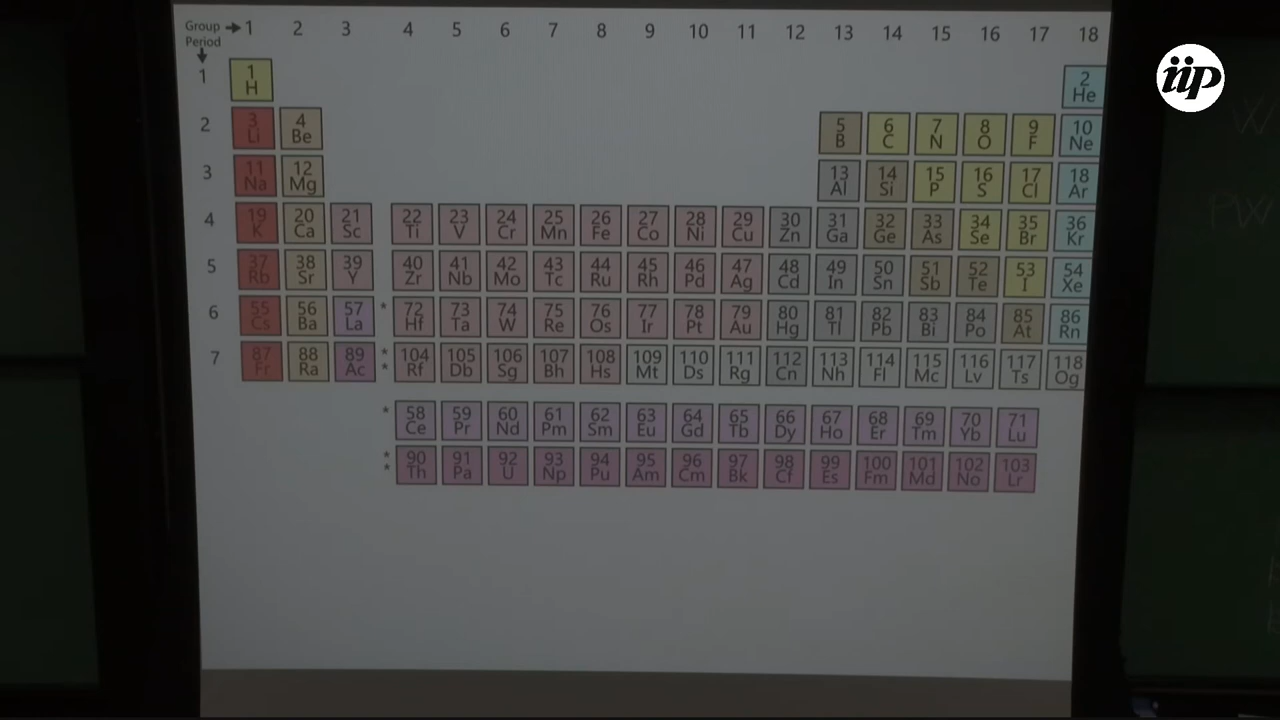 Group → 1 2 3 4 5 6 7 8 9 10 11 12 13 14 15 16 17 18
Period
↓
iip
1 1 H 2 He
2 3 Li 4 Be 5 B 6 C 7 N 8 O 9 F 10 Ne
3 11 Na 12 Mg 13 Al 14 Si 15 P 16 S 17 Cl 18 Ar
4 19 K 20 Ca 21 Sc 22 Ti 23 V 24 Cr 25 Mn 26 Fe 27 Co 28 Ni 29 Cu 30 Zn 31 Ga 32 Ge 33 As 34 Se 35 Br 36 Kr
5 37 Rb 38 Sr 39 Y 40 Zr 41 Nb 42 Mo 43 Tc 44 Ru 45 Rh 46 Pd 47 Ag 48 Cd 49 In 50 Sn 51 Sb 52 Te 53 I 54 Xe
6 55 Cs 56 Ba 57 La * 72 Hf 73 Ta 74 W 75 Re 76 Os 77 Ir 78 Pt 79 Au 80 Hg 81 Tl 82 Pb 83 Bi 84 Po 85 At 86 Rn
7 87 Fr 88 Ra 89 Ac ** 104 Rf 105 Db 106 Sg 107 Bh 108 Hs 109 Mt 110 Ds 111 Rg 112 Cn 113 Nh 114 Fl 115 Mc 116 Lv 117 Ts 118 Og
* 58 Ce 59 Pr 60 Nd 61 Pm 62 Sm 63 Eu 64 Gd 65 Tb 66 Dy 67 Ho 68 Er 69 Tm 70 Yb 71 Lu
** 90 Th 91 Pa 92 U 93 Np 94 Pu 95 Am 96 Cm 97 Bk 98 Cf 99 Es 100 Fm 101 Md 102 No 103 Lr